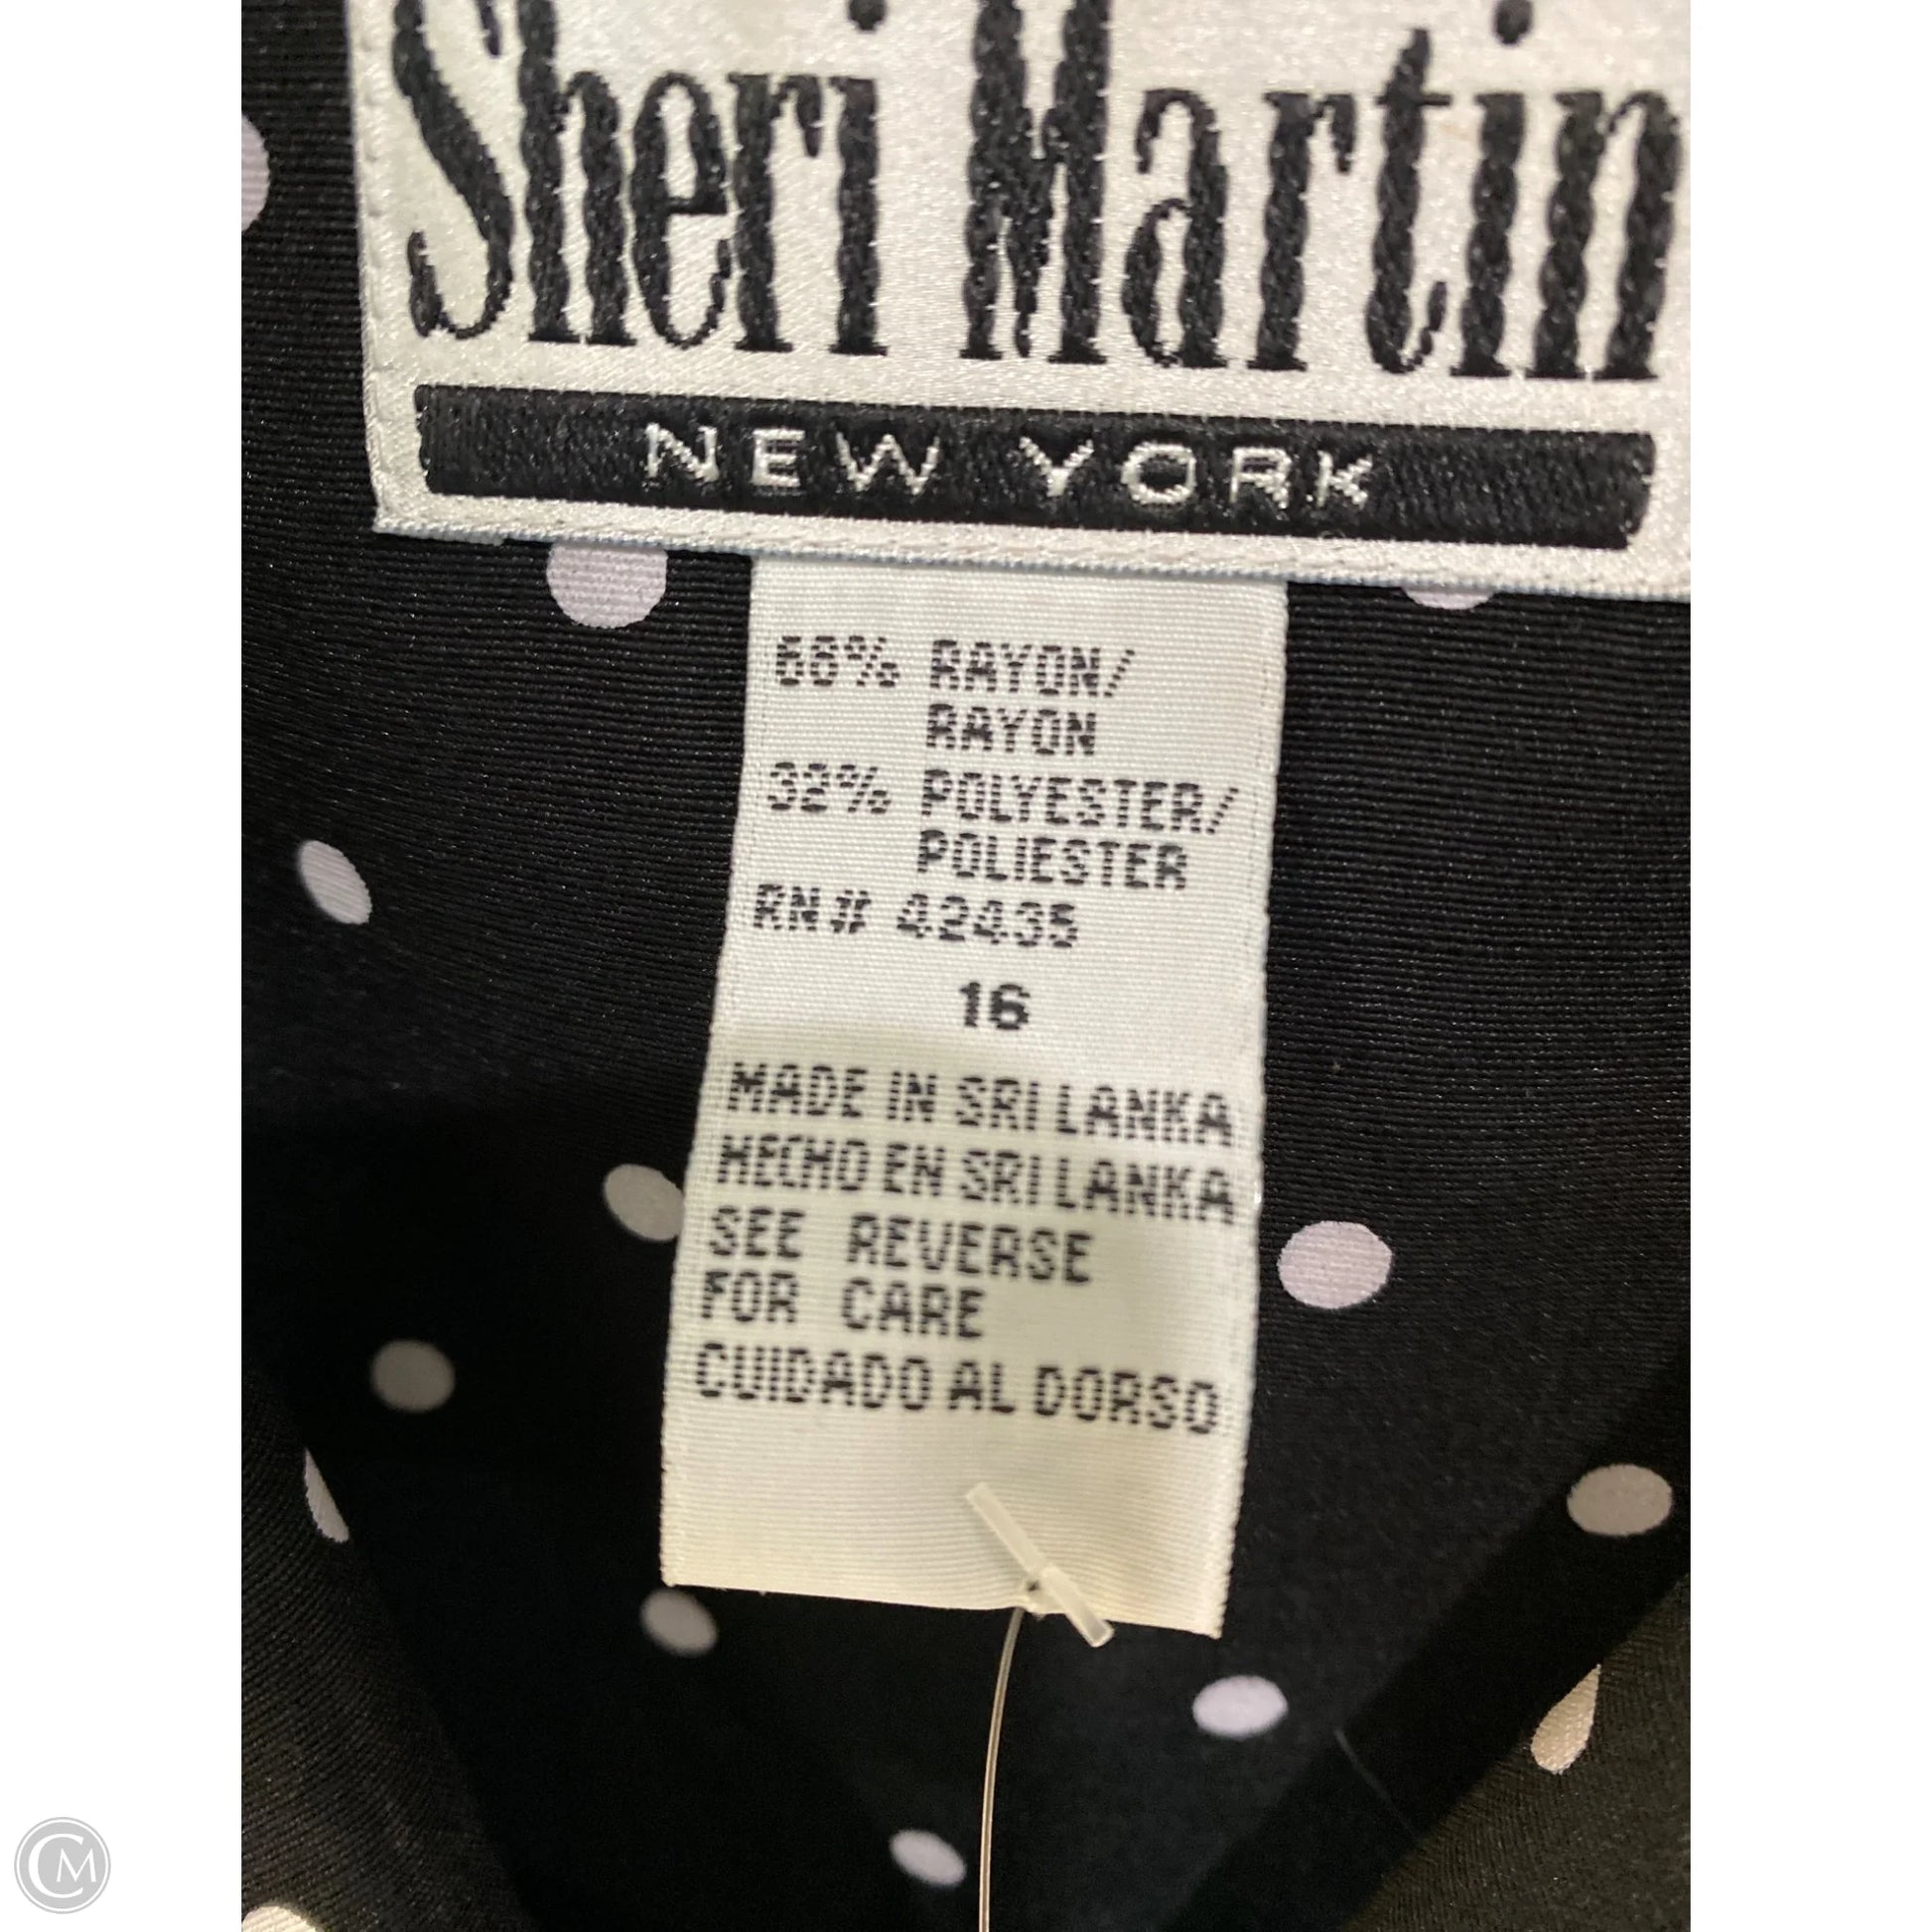 Sheri Martin
NEW YORK
68% RAYON/
RAYON
32% POLYESTER/
POLIESTER
RN# 42435
16
MADE IN SRI LANKA
HECHO EN SRI LANKA
SEE REVERSE
FOR CARE
CUIDADO AL DORSO
CM